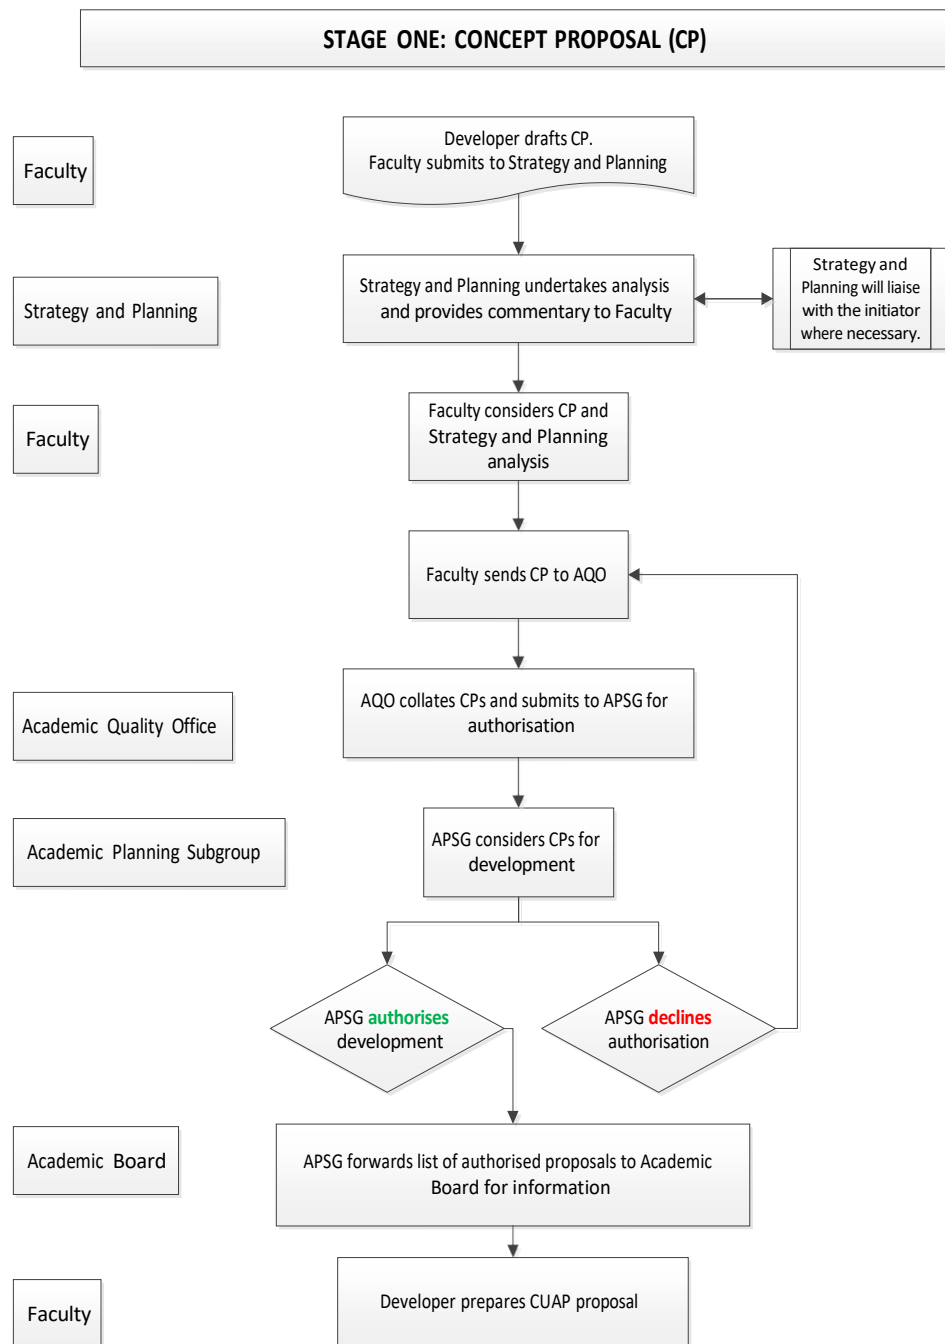 STAGE ONE: CONCEPT PROPOSAL (CP)
Faculty
Developer drafts CP.
Faculty submits to Strategy and Planning
Strategy and Planning
Strategy and Planning undertakes analysis
and provides commentary to Faculty
Strategy and
Planning will liaise
with the initiator
where necessary.
Faculty
Faculty considers CP and
Strategy and Planning
analysis
Faculty sends CP to AQO
Academic Quality Office
AQO collates CPs and submits to APSG for
authorisation
Academic Planning Subgroup
APSG considers CPs for
development
APSG authorises
development
APSG declines
authorisation
Academic Board
APSG forwards list of authorised proposals to Academic
Board for information
Faculty
Developer prepares CUAP proposal